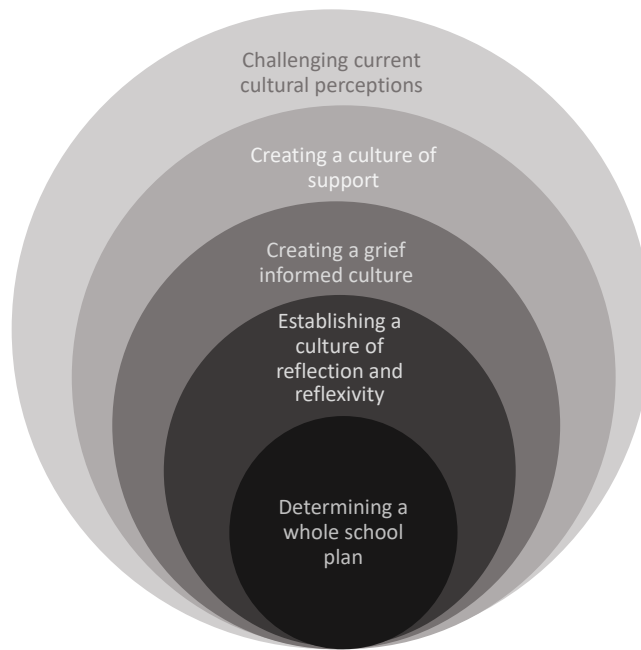 Challenging current
cultural perceptions
Creating a culture of
support
Creating a grief
informed culture
Establishing a
culture of
reflection and
reflexivity
Determining a
whole school
plan